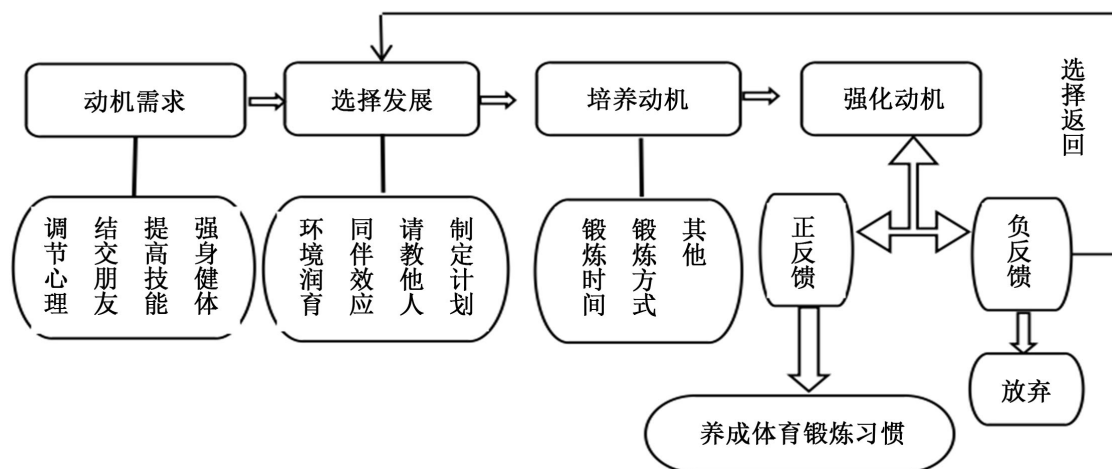 动机需求
选择发展
培养动机
强化动机
选择返回
调节心理
结交朋友
提高技能
强身健体
环境润育
同伴效应
请教他人
制定计划
锻炼时间
锻炼方式
其他
正反馈
负反馈
放弃
养成体育锻炼习惯